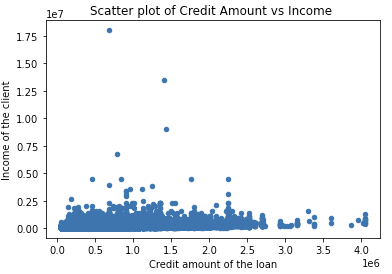 Scatter plot of Credit Amount vs Income
1e7
1.75
1.50
1.25
1.00
0.75
0.50
0.25
0.00
Income of the client
0.0 0.5 1.0 1.5 2.0 2.5 3.0 3.5 4.0
1e6
Credit amount of the loan